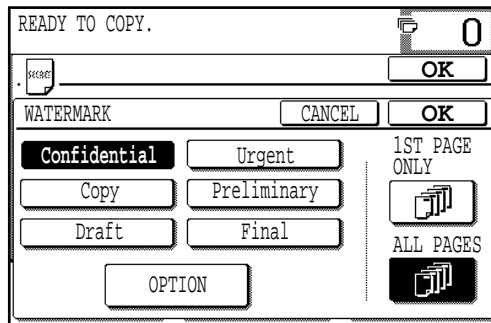 READY TO COPY.
0
SECRET
OK
WATERMARK
CANCEL
OK
Confidential
Urgent
1ST PAGE
ONLY
Copy
Preliminary
Draft
Final
ALL PAGES
OPTION